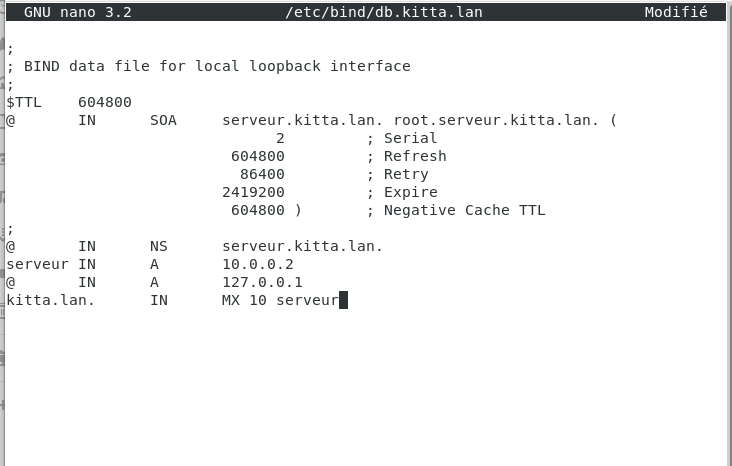 GNU nano 3.2 /etc/bind/db.kitta.lan Modifié
;
; BIND data file for local loopback interface
;
$TTL 604800
@ IN SOA serveur.kitta.lan. root.serveur.kitta.lan. (
2 ; Serial
604800 ; Refresh
86400 ; Retry
2419200 ; Expire
604800 ) ; Negative Cache TTL
;
@ IN NS serveur.kitta.lan.
serveur IN A 10.0.0.2
@ IN A 127.0.0.1
kitta.lan. IN MX 10 serveur